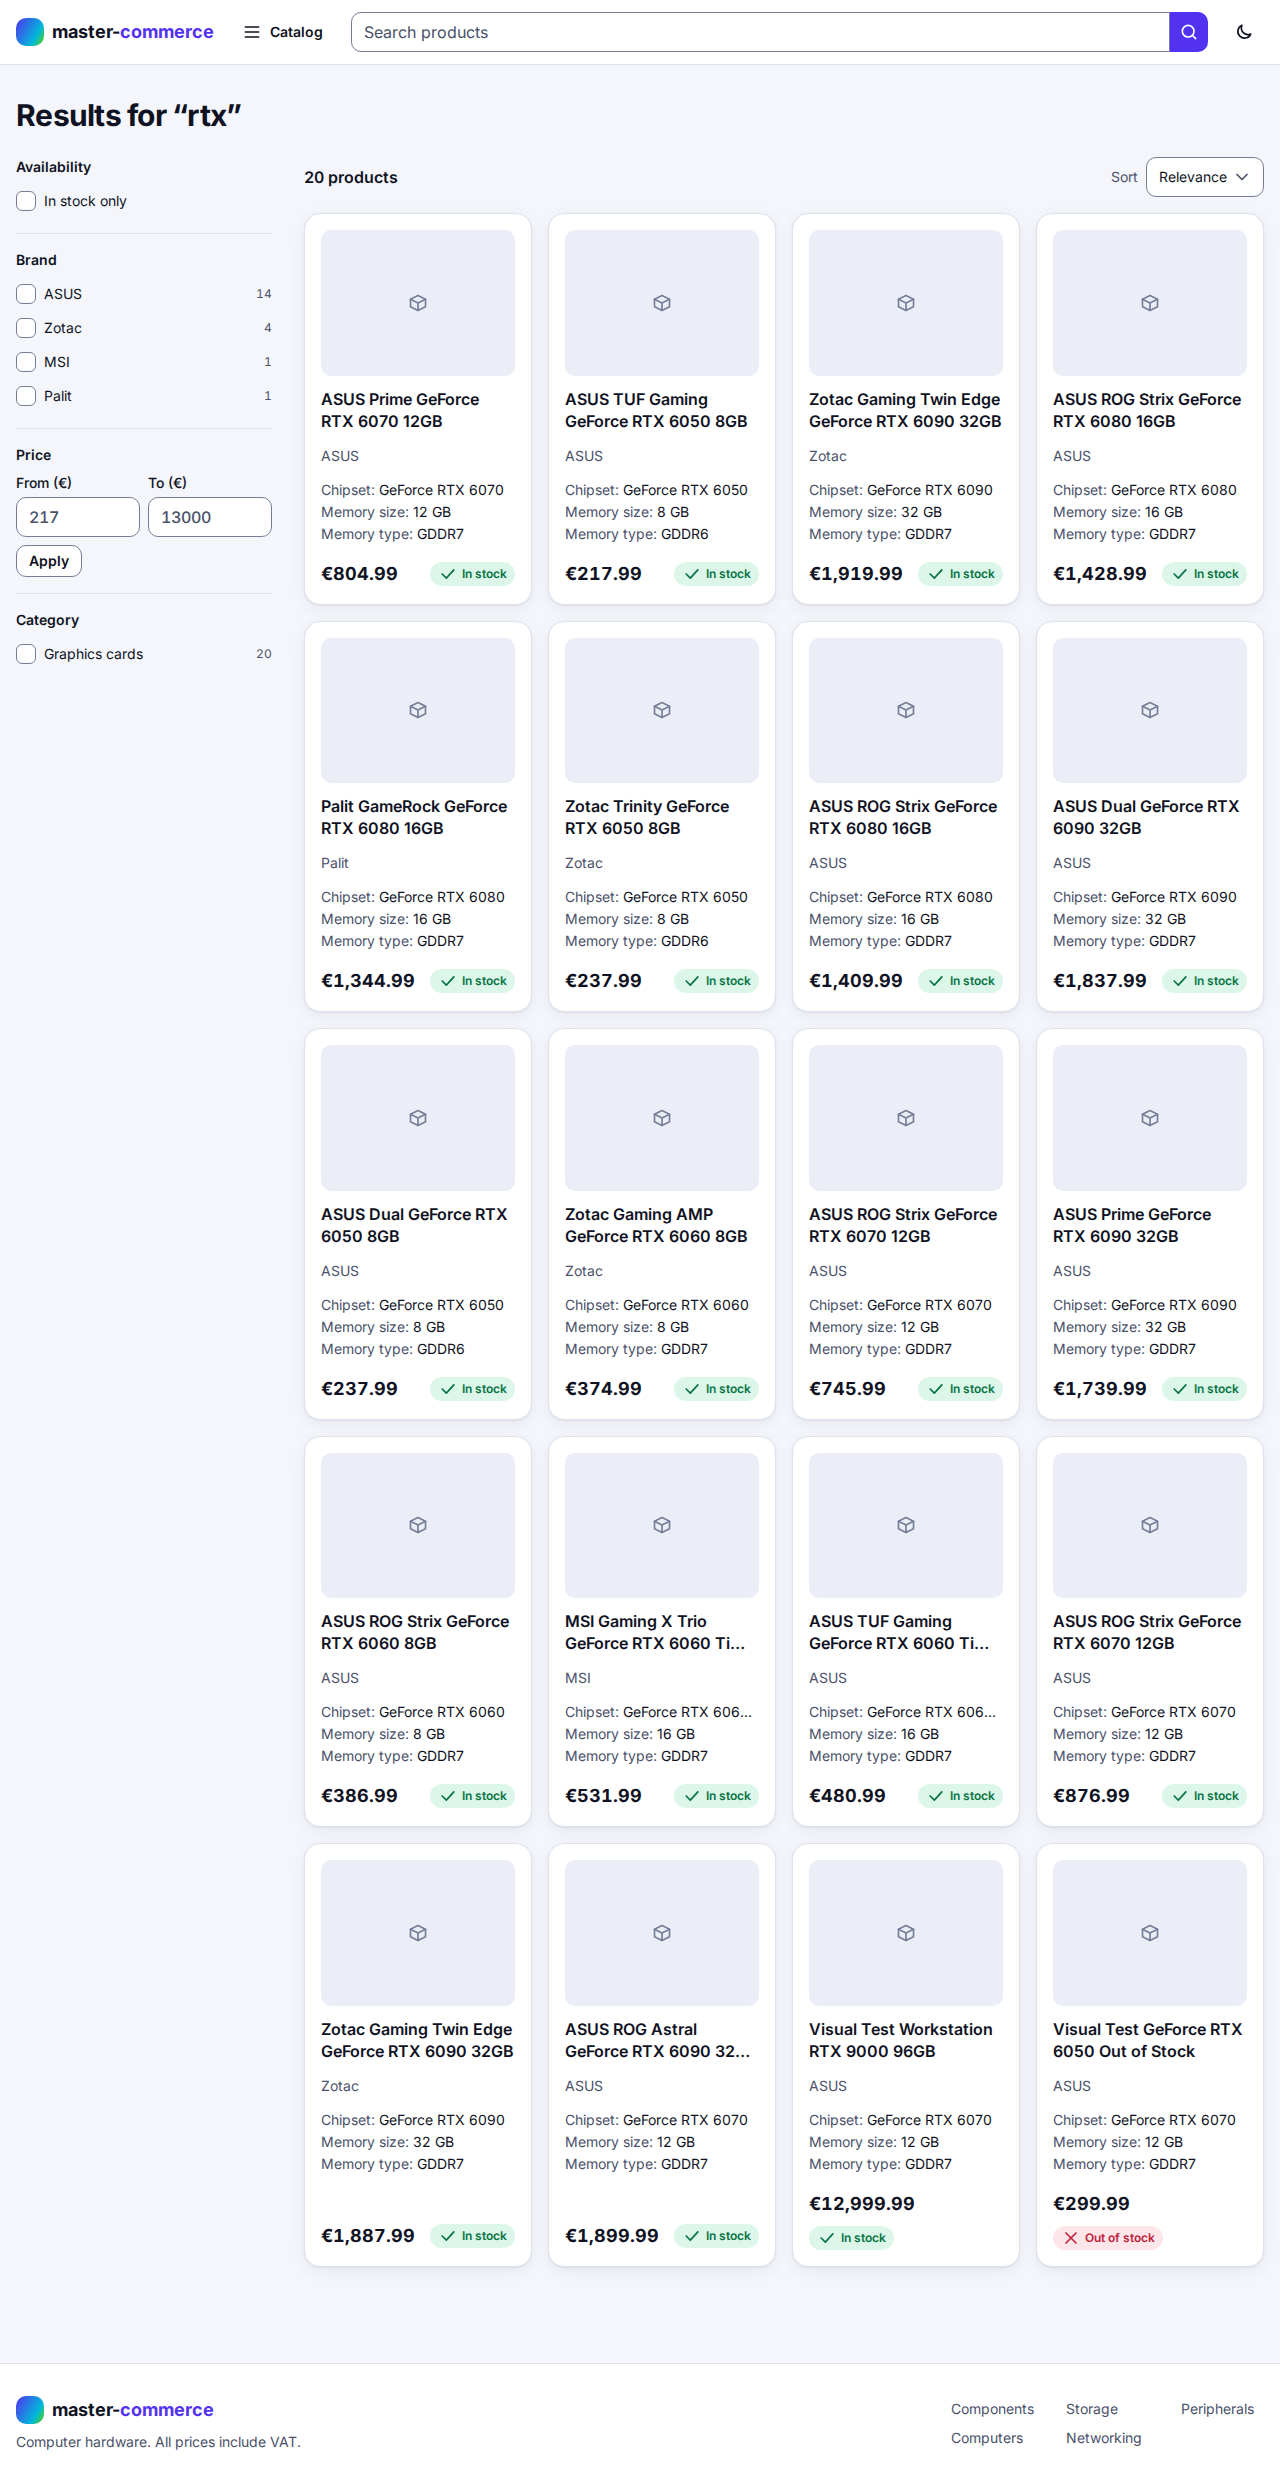 master-commerce
Catalog
Search products
Results for “rtx”
Availability
In stock only
Brand
ASUS 14
Zotac 4
MSI 1
Palit 1
Price
From (€) To (€)
217 13000
Apply
Category
Graphics cards 20
20 products
Sort Relevance
ASUS Prime GeForce
RTX 6070 12GB
ASUS
Chipset: GeForce RTX 6070
Memory size: 12 GB
Memory type: GDDR7
€804.99 In stock
ASUS TUF Gaming
GeForce RTX 6050 8GB
ASUS
Chipset: GeForce RTX 6050
Memory size: 8 GB
Memory type: GDDR6
€217.99 In stock
Zotac Gaming Twin Edge
GeForce RTX 6090 32GB
Zotac
Chipset: GeForce RTX 6090
Memory size: 32 GB
Memory type: GDDR7
€1,919.99 In stock
ASUS ROG Strix GeForce
RTX 6080 16GB
ASUS
Chipset: GeForce RTX 6080
Memory size: 16 GB
Memory type: GDDR7
€1,428.99 In stock
Palit GameRock GeForce
RTX 6080 16GB
Palit
Chipset: GeForce RTX 6080
Memory size: 16 GB
Memory type: GDDR7
€1,344.99 In stock
Zotac Trinity GeForce
RTX 6050 8GB
Zotac
Chipset: GeForce RTX 6050
Memory size: 8 GB
Memory type: GDDR6
€237.99 In stock
ASUS ROG Strix GeForce
RTX 6080 16GB
ASUS
Chipset: GeForce RTX 6080
Memory size: 16 GB
Memory type: GDDR7
€1,409.99 In stock
ASUS Dual GeForce RTX
6090 32GB
ASUS
Chipset: GeForce RTX 6090
Memory size: 32 GB
Memory type: GDDR7
€1,837.99 In stock
ASUS Dual GeForce RTX
6050 8GB
ASUS
Chipset: GeForce RTX 6050
Memory size: 8 GB
Memory type: GDDR6
€237.99 In stock
Zotac Gaming AMP
GeForce RTX 6060 8GB
Zotac
Chipset: GeForce RTX 6060
Memory size: 8 GB
Memory type: GDDR7
€374.99 In stock
ASUS ROG Strix GeForce
RTX 6070 12GB
ASUS
Chipset: GeForce RTX 6070
Memory size: 12 GB
Memory type: GDDR7
€745.99 In stock
ASUS Prime GeForce
RTX 6090 32GB
ASUS
Chipset: GeForce RTX 6090
Memory size: 32 GB
Memory type: GDDR7
€1,739.99 In stock
ASUS ROG Strix GeForce
RTX 6060 8GB
ASUS
Chipset: GeForce RTX 6060
Memory size: 8 GB
Memory type: GDDR7
€386.99 In stock
MSI Gaming X Trio
GeForce RTX 6060 Ti…
MSI
Chipset: GeForce RTX 606…
Memory size: 16 GB
Memory type: GDDR7
€531.99 In stock
ASUS TUF Gaming
GeForce RTX 6060 Ti…
ASUS
Chipset: GeForce RTX 606…
Memory size: 16 GB
Memory type: GDDR7
€480.99 In stock
ASUS ROG Strix GeForce
RTX 6070 12GB
ASUS
Chipset: GeForce RTX 6070
Memory size: 12 GB
Memory type: GDDR7
€876.99 In stock
Zotac Gaming Twin Edge
GeForce RTX 6090 32GB
Zotac
Chipset: GeForce RTX 6090
Memory size: 32 GB
Memory type: GDDR7
€1,887.99 In stock
ASUS ROG Astral
GeForce RTX 6090 32…
ASUS
Chipset: GeForce RTX 6070
Memory size: 12 GB
Memory type: GDDR7
€1,899.99 In stock
Visual Test Workstation
RTX 9000 96GB
ASUS
Chipset: GeForce RTX 6070
Memory size: 12 GB
Memory type: GDDR7
€12,999.99
In stock
Visual Test GeForce RTX
6050 Out of Stock
ASUS
Chipset: GeForce RTX 6070
Memory size: 12 GB
Memory type: GDDR7
€299.99
Out of stock
master-commerce
Computer hardware. All prices include VAT.
Components Storage Peripherals
Computers Networking